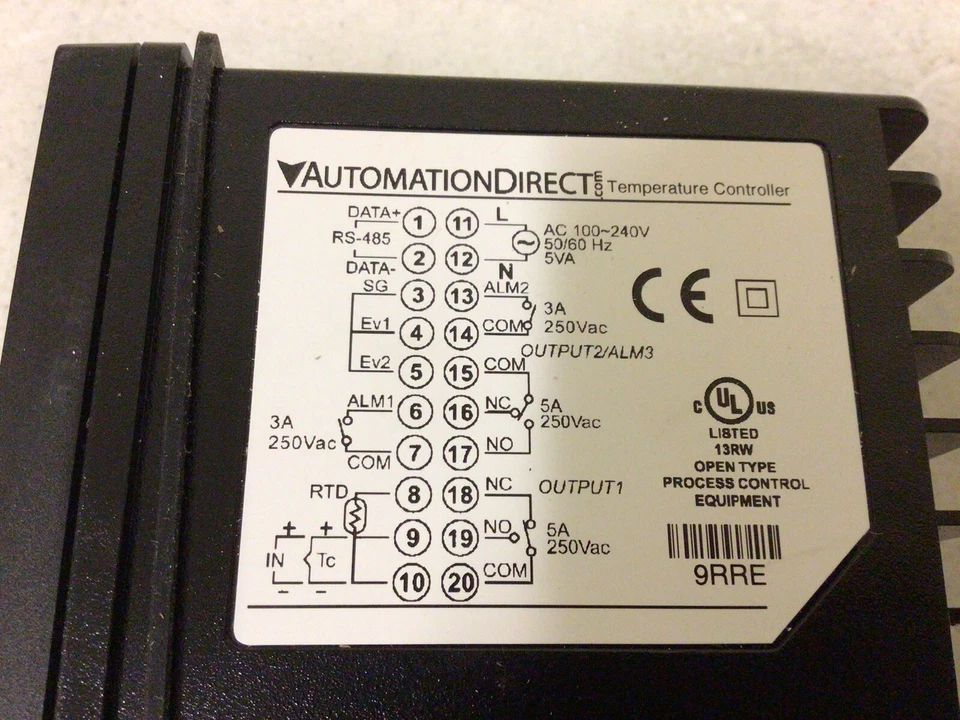 AUTOMATIONDIRECT.com Temperature Controller
DATA+ 1 11 L
RS-485 AC 100~240V
50/60 Hz
DATA- 2 12 N 5VA
SG 3 13 ALM2
3A
Ev1 4 14 COM 250Vac
OUTPUT2/ALM3
Ev2 5 15 COM
ALM1 6 16 NC 5A
3A 250Vac
250Vac
COM 7 17 NO
RTD 8 18 NC OUTPUT1
+ + 9 19 NO 5A
IN Tc 250Vac
- - 10 20 COM
CE
C UL US
LISTED
13RW
OPEN TYPE
PROCESS CONTROL
EQUIPMENT
9RRE